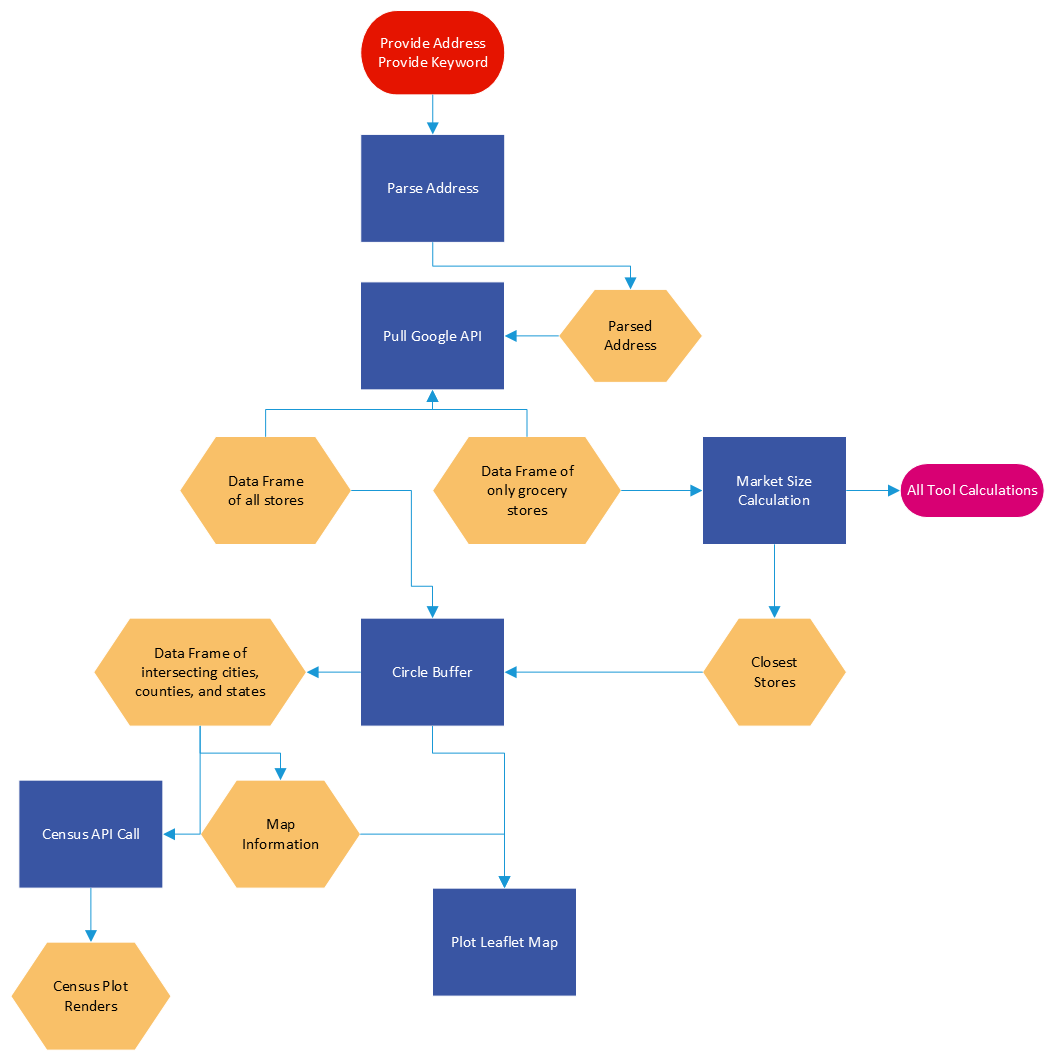 Provide Address
Provide Keyword
Parse Address
Pull Google API
Parsed
Address
Data Frame
of all stores
Data Frame of
only grocery
stores
Market Size
Calculation
All Tool Calculations
Data Frame of
intersecting cities,
counties, and states
Circle Buffer
Closest
Stores
Census API Call
Map
Information
Plot Leaflet Map
Census Plot
Renders